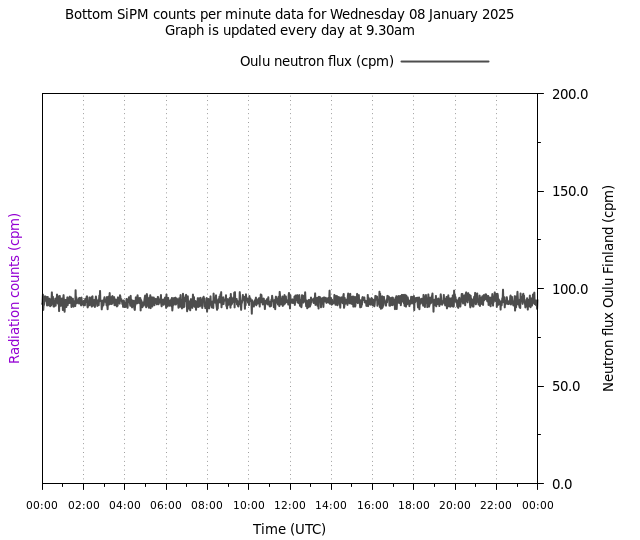 Bottom SiPM counts per minute data for Wednesday 08 January 2025
Graph is updated every day at 9.30am
Oulu neutron flux (cpm)
Radiation counts (cpm)
200.0
150.0
100.0
50.0
0.0
Neutron flux Oulu Finland (cpm)
00:00 02:00 04:00 06:00 08:00 10:00 12:00 14:00 16:00 18:00 20:00 22:00 00:00
Time (UTC)